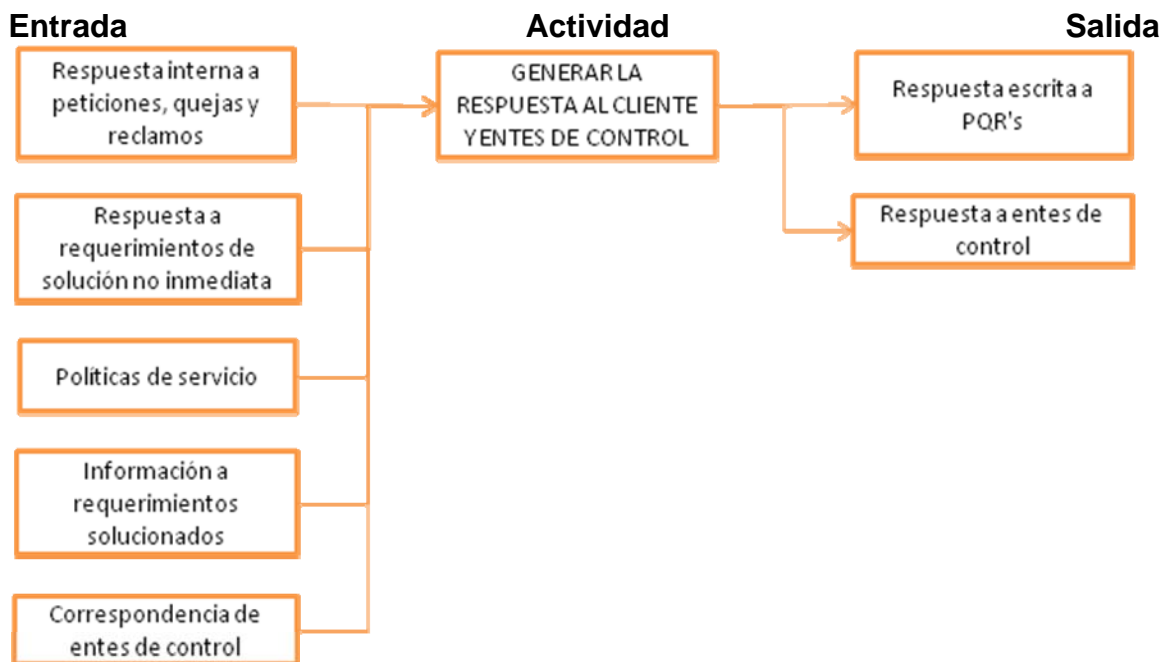 Entrada Actividad Salida
Respuesta interna a
peticiones, quejas y
reclamos
GENERAR LA
RESPUESTA AL CLIENTE
Y ENTES DE CONTROL
Respuesta escrita a
PQR's
Respuesta a
requerimientos de
solución no inmediata
Respuesta a entes de
control
Políticas de servicio
Información a
requerimientos
solucionados
Correspondencia de
entes de control